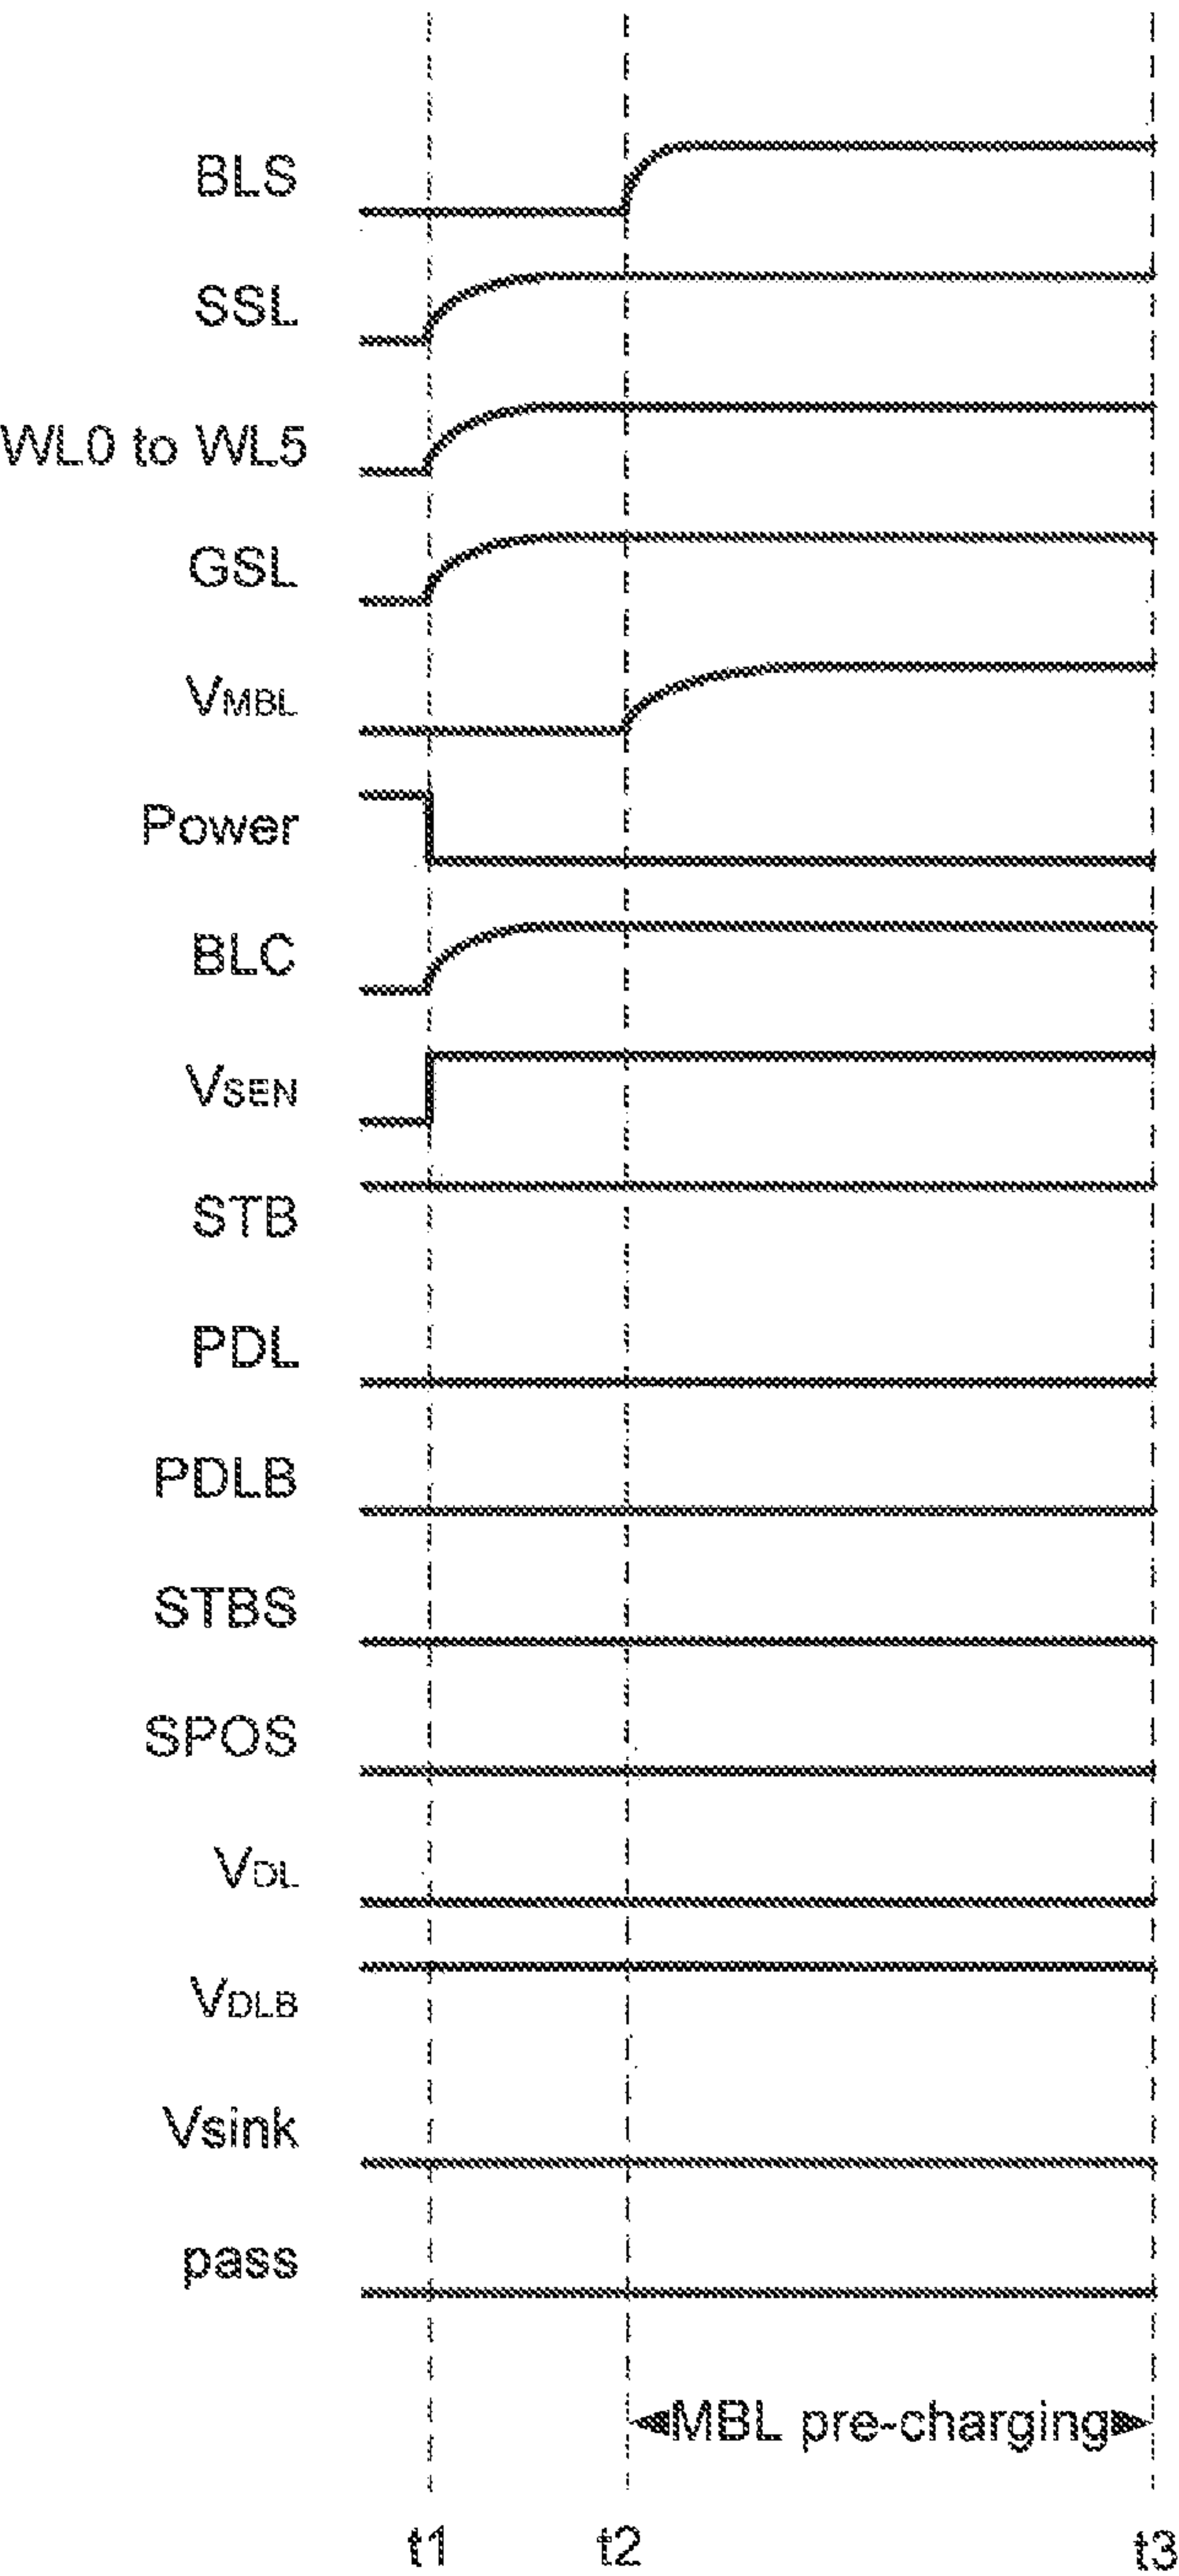 BLS
SSL
WL0 to WL5
GSL
VMBL
Power
BLC
VSEN
STB
PDL
PDLB
STBS
SPOS
VDL
VDLB
Vsink
pass
MBL pre-charging
t1 t2 t3